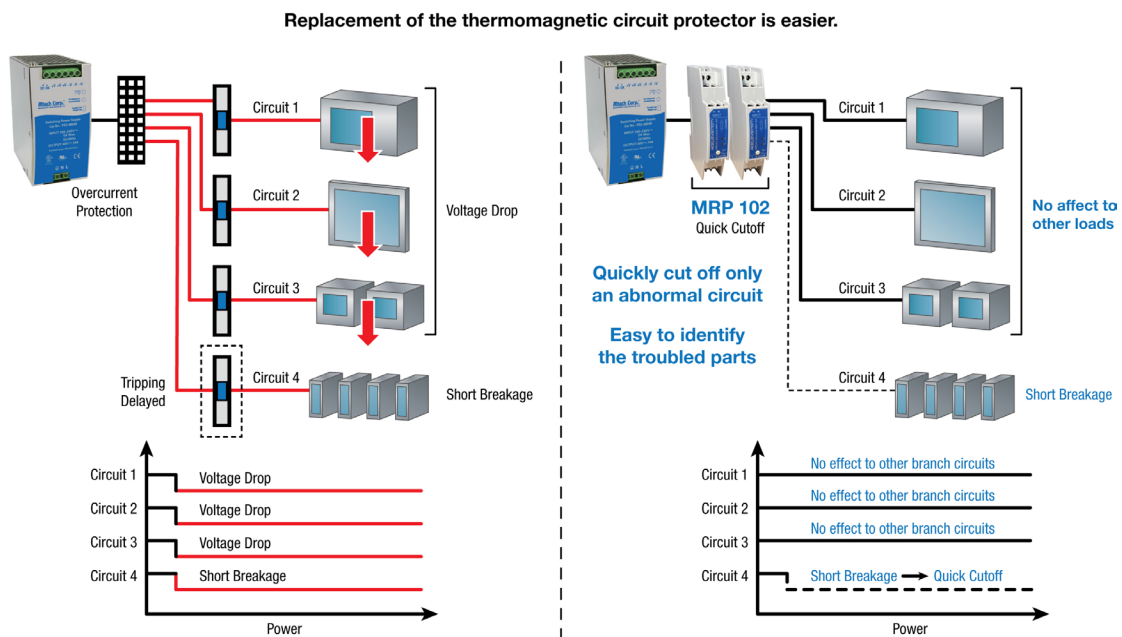 Replacement of the thermomagnetic circuit protector is easier.
Circuit 1
Overcurrent
Protection
Circuit 2
Voltage Drop
Circuit 3
Tripping
Delayed
Circuit 4
Short Breakage
Circuit 1
Voltage Drop
Circuit 2
Voltage Drop
Circuit 3
Voltage Drop
Circuit 4
Short Breakage
Power
Circuit 1
MRP 102
Quick Cutoff
Circuit 2
No affect to
other loads
Quickly cut off only
an abnormal circuit
Circuit 3
Easy to identify
the troubled parts
Circuit 4
Short Breakage
Circuit 1
No effect to other branch circuits
Circuit 2
No effect to other branch circuits
Circuit 3
No effect to other branch circuits
Circuit 4
Short Breakage
Quick Cutoff
Power